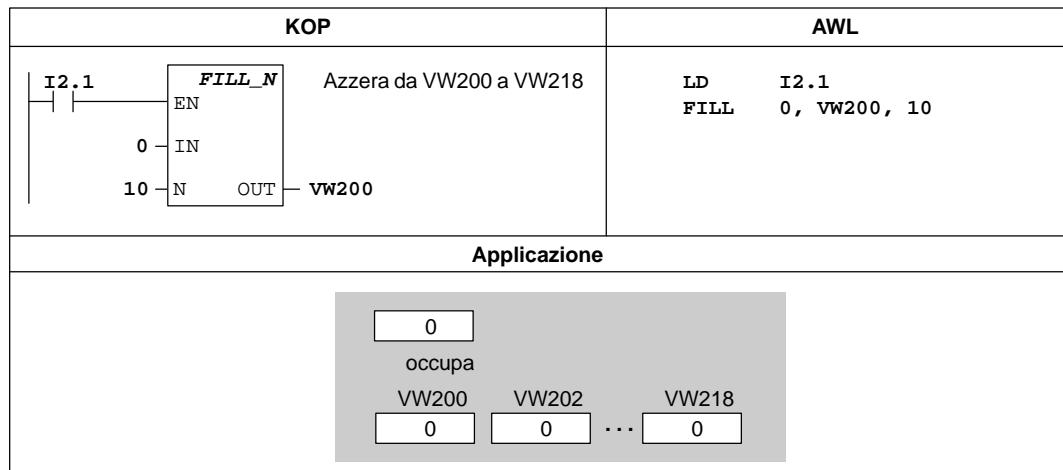 KOP
AWL
I2.1
FILL_N
Azzera da VW200 a VW218
EN
0 IN
10 N OUT VW200
LD I2.1
FILL 0, VW200, 10
Applicazione
0
occupa
VW200 VW202 VW218
0 0 ... 0